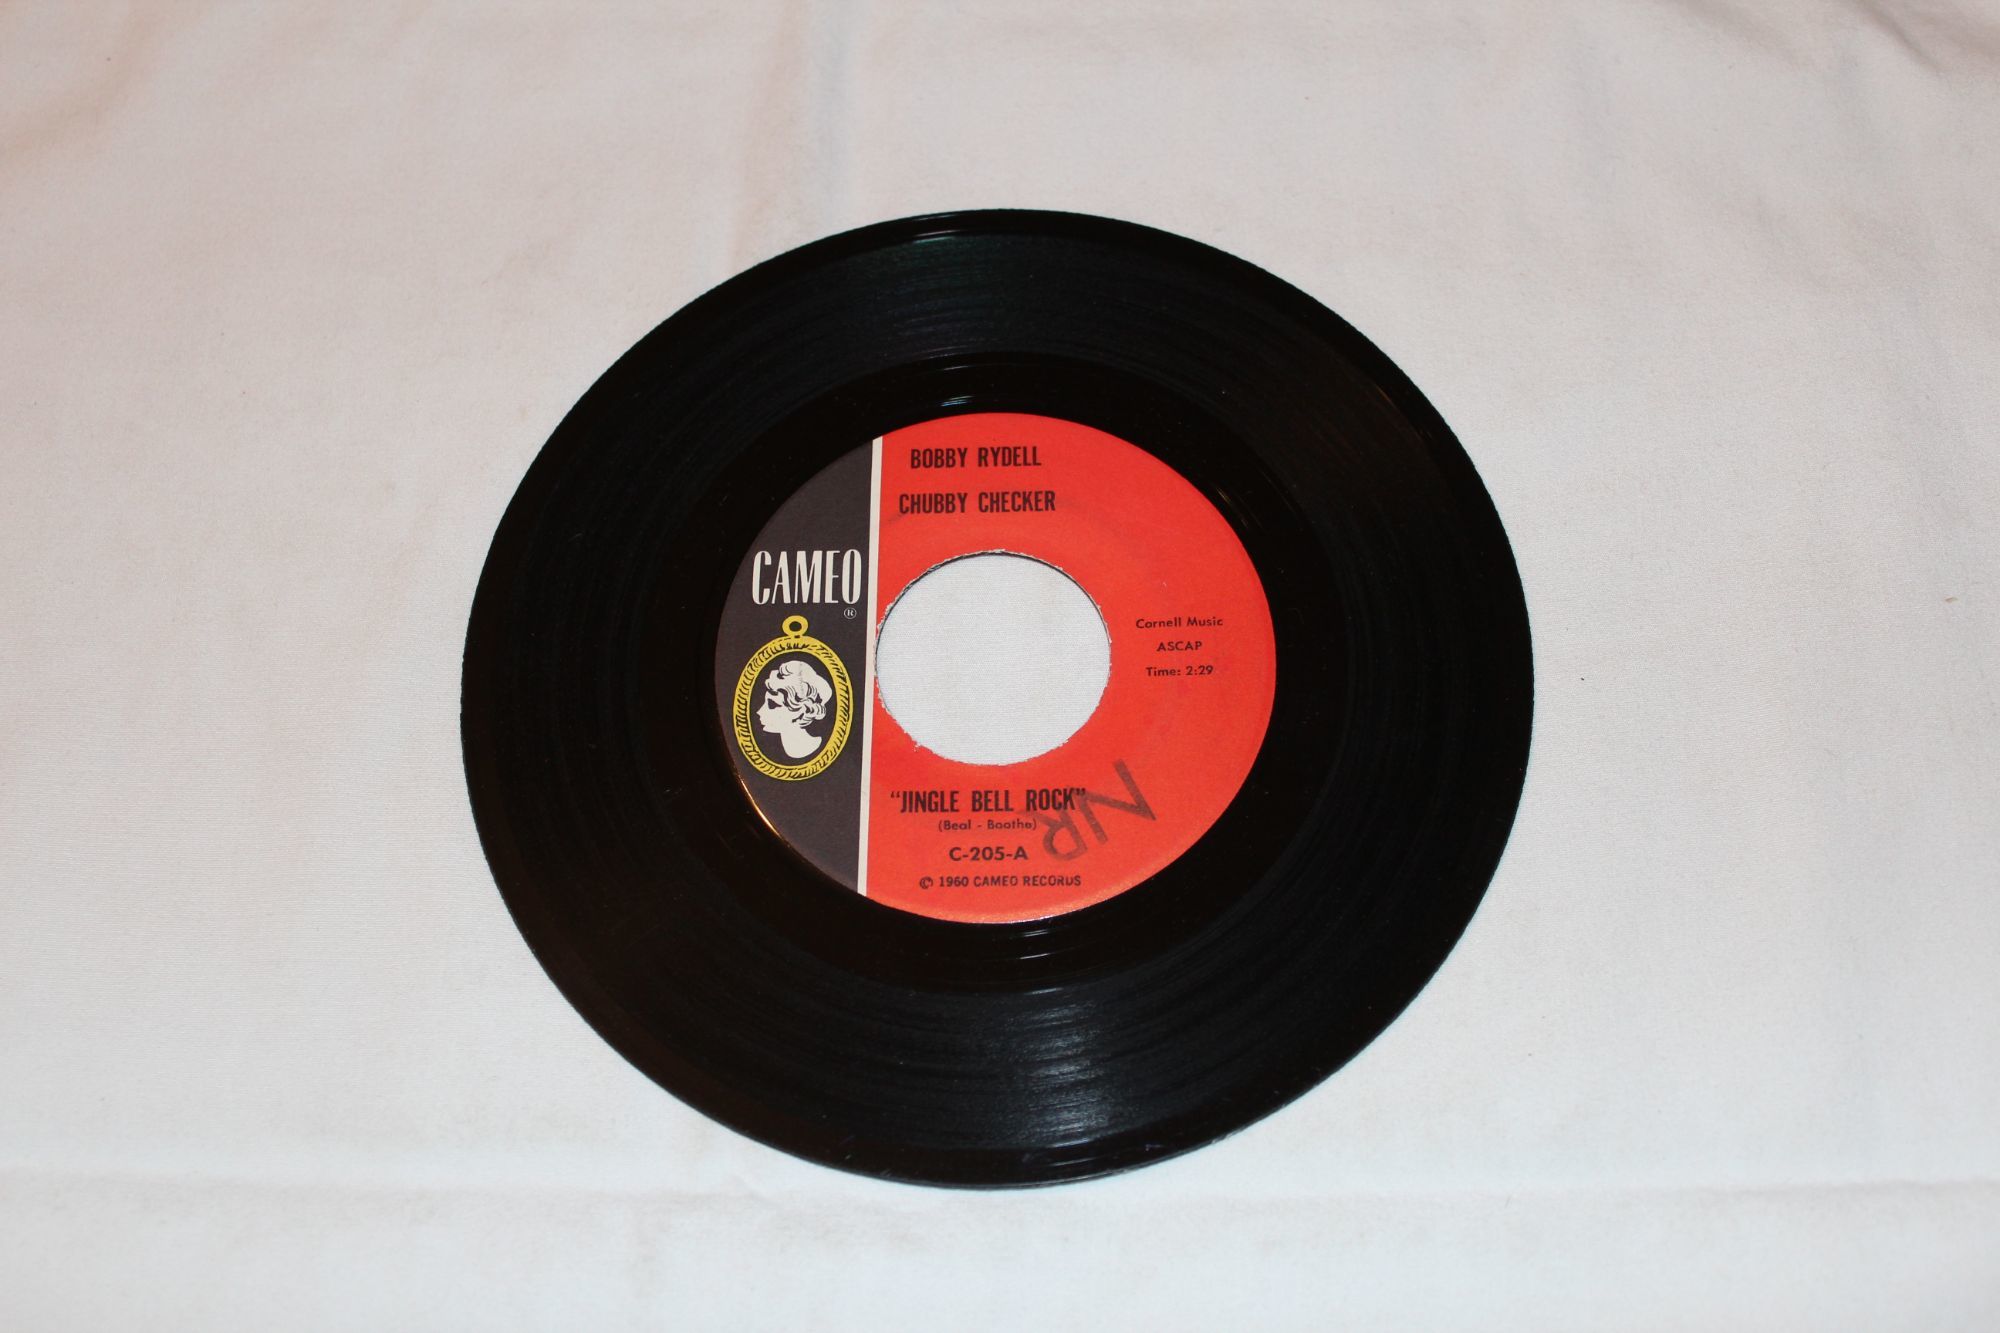 BOBBY RYDELL
CHUBBY CHECKER
CAMEO
®
Cornell Music
ASCAP
Time: 2:29
"JINGLE BELL ROCK"
(Beal - Boothe)
C-205-A
© 1960 CAMEO RECORDS
NR